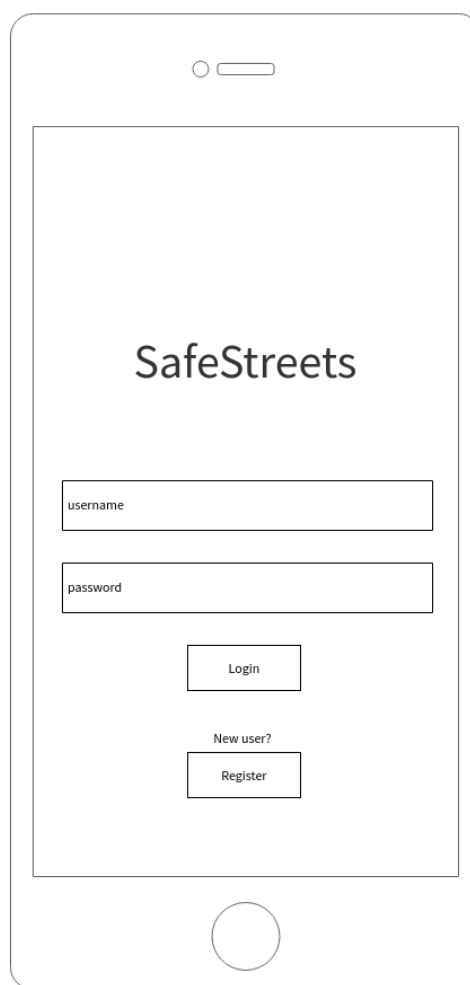 SafeStreets
username
password
Login
New user?
Register